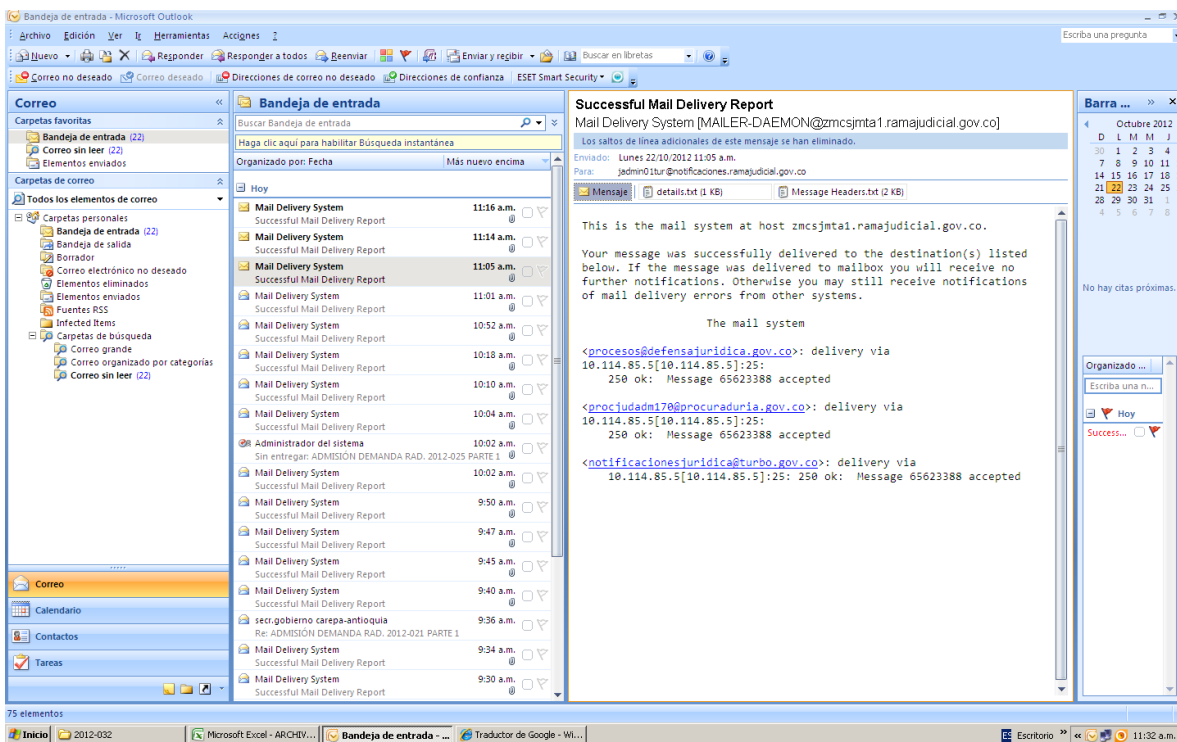 Bandeja de entrada - Microsoft Outlook
Archivo Edición Ver Ir Herramientas Acciones ?
Escriba una pregunta
Nuevo Responder Responder a todos Reenviar Enviar y recibir Buscar en libretas
Correo no deseado Correo deseado Direcciones de correo no deseado Direcciones de confianza ESET Smart Security
Correo «
Carpetas favoritas
Bandeja de entrada (22)
Correo sin leer (22)
Elementos enviados
Carpetas de correo
Todos los elementos de correo
Carpetas personales
Bandeja de entrada (22)
Bandeja de salida
Borrador
Correo electrónico no deseado
Elementos eliminados
Elementos enviados
Fuentes RSS
Infected Items
Carpetas de búsqueda
Correo grande
Correo organizado por categorías
Correo sin leer (22)
Correo
Calendario
Contactos
Tareas
Bandeja de entrada
Buscar Bandeja de entrada
Haga clic aquí para habilitar Búsqueda instantánea
Organizado por: Fecha Más nuevo encima
Hoy
Mail Delivery System 11:16 a.m.
Successful Mail Delivery Report
Mail Delivery System 11:14 a.m.
Successful Mail Delivery Report
Mail Delivery System 11:05 a.m.
Successful Mail Delivery Report
Mail Delivery System 11:01 a.m.
Successful Mail Delivery Report
Mail Delivery System 10:52 a.m.
Successful Mail Delivery Report
Mail Delivery System 10:18 a.m.
Successful Mail Delivery Report
Mail Delivery System 10:10 a.m.
Successful Mail Delivery Report
Mail Delivery System 10:04 a.m.
Successful Mail Delivery Report
Administrador del sistema 10:02 a.m.
Sin entregar: ADMISIÓN DEMANDA RAD. 2012-025 PARTE 1
Mail Delivery System 10:02 a.m.
Successful Mail Delivery Report
Mail Delivery System 9:50 a.m.
Successful Mail Delivery Report
Mail Delivery System 9:47 a.m.
Successful Mail Delivery Report
Mail Delivery System 9:45 a.m.
Successful Mail Delivery Report
Mail Delivery System 9:40 a.m.
Successful Mail Delivery Report
secr.gobierno carepa-antioquia 9:36 a.m.
Re: ADMISIÓN DEMANDA RAD. 2012-021 PARTE 1
Mail Delivery System 9:34 a.m.
Successful Mail Delivery Report
Mail Delivery System 9:30 a.m.
Successful Mail Delivery Report
Successful Mail Delivery Report
Mail Delivery System [MAILER-DAEMON@zmcsjmta1.ramajudicial.gov.co]
Los saltos de línea adicionales de este mensaje se han eliminado.
Enviado: Lunes 22/10/2012 11:05 a.m.
Para: jadmin01tur@notificaciones.ramajudicial.gov.co
Mensaje details.txt (1 KB) Message Headers.txt (2 KB)
This is the mail system at host zmcsjmta1.ramajudicial.gov.co.
Your message was successfully delivered to the destination(s) listed
below. If the message was delivered to mailbox you will receive no
further notifications. Otherwise you may still receive notifications
of mail delivery errors from other systems.
The mail system
<procesos@defensajuridica.gov.co>: delivery via
10.114.85.5[10.114.85.5]:25:
250 ok: Message 65623388 accepted
<procjudadm170@procuraduria.gov.co>: delivery via
10.114.85.5[10.114.85.5]:25:
250 ok: Message 65623388 accepted
<notificacionesjuridica@turbo.gov.co>: delivery via
10.114.85.5[10.114.85.5]:25: 250 ok: Message 65623388 accepted
Barra ... » ×
Octubre 2012
D L M M J
30 1 2 3 4
7 8 9 10 11
14 15 16 17 18
21 22 23 24 25
28 29 30 31 1
4 5 6 7 8
No hay citas próximas.
Organizado ...
Escriba una n...
Hoy
Success...
75 elementos
Inicio 2012-032 Microsoft Excel - ARCHIV... Bandeja de entrada - ... Traductor de Google - Wi... ES Escritorio » « 11:32 a.m.